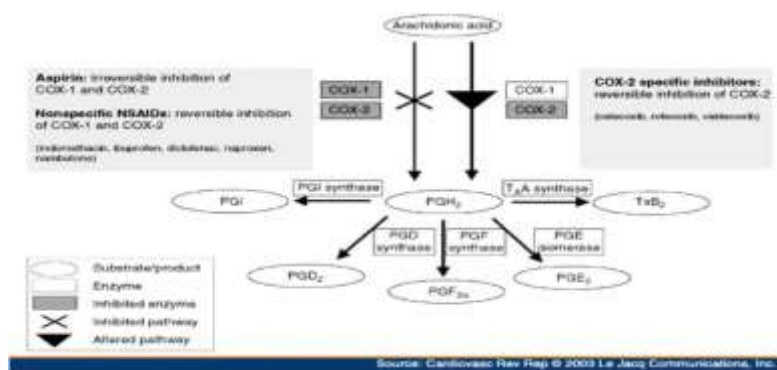 Arachidonic acid
Aspirin: irreversible inhibition of
COX-1 and COX-2
Nonspecific NSAIDs: reversible inhibition
of COX-1 and COX-2
(indomethacin, ibuprofen, diclofenac, naproxen,
nambutone)
COX-1
COX-2
COX-1
COX-2
COX-2 specific inhibitors:
reversible inhibition of COX-2
(celecoxib, rofecoxib, valdecoxib)
PGI
PGI synthase
PGH₂
TₓA synthase
TxB₂
PGD
synthase
PGF
synthase
PGE
isomerase
PGD₂
PGF₂α
PGE₂
Substrate/product
Enzyme
Inhibited enzyme
Inhibited pathway
Altered pathway
Source: Cardiovasc Rev Rep © 2003 Le Jacq Communications, Inc.